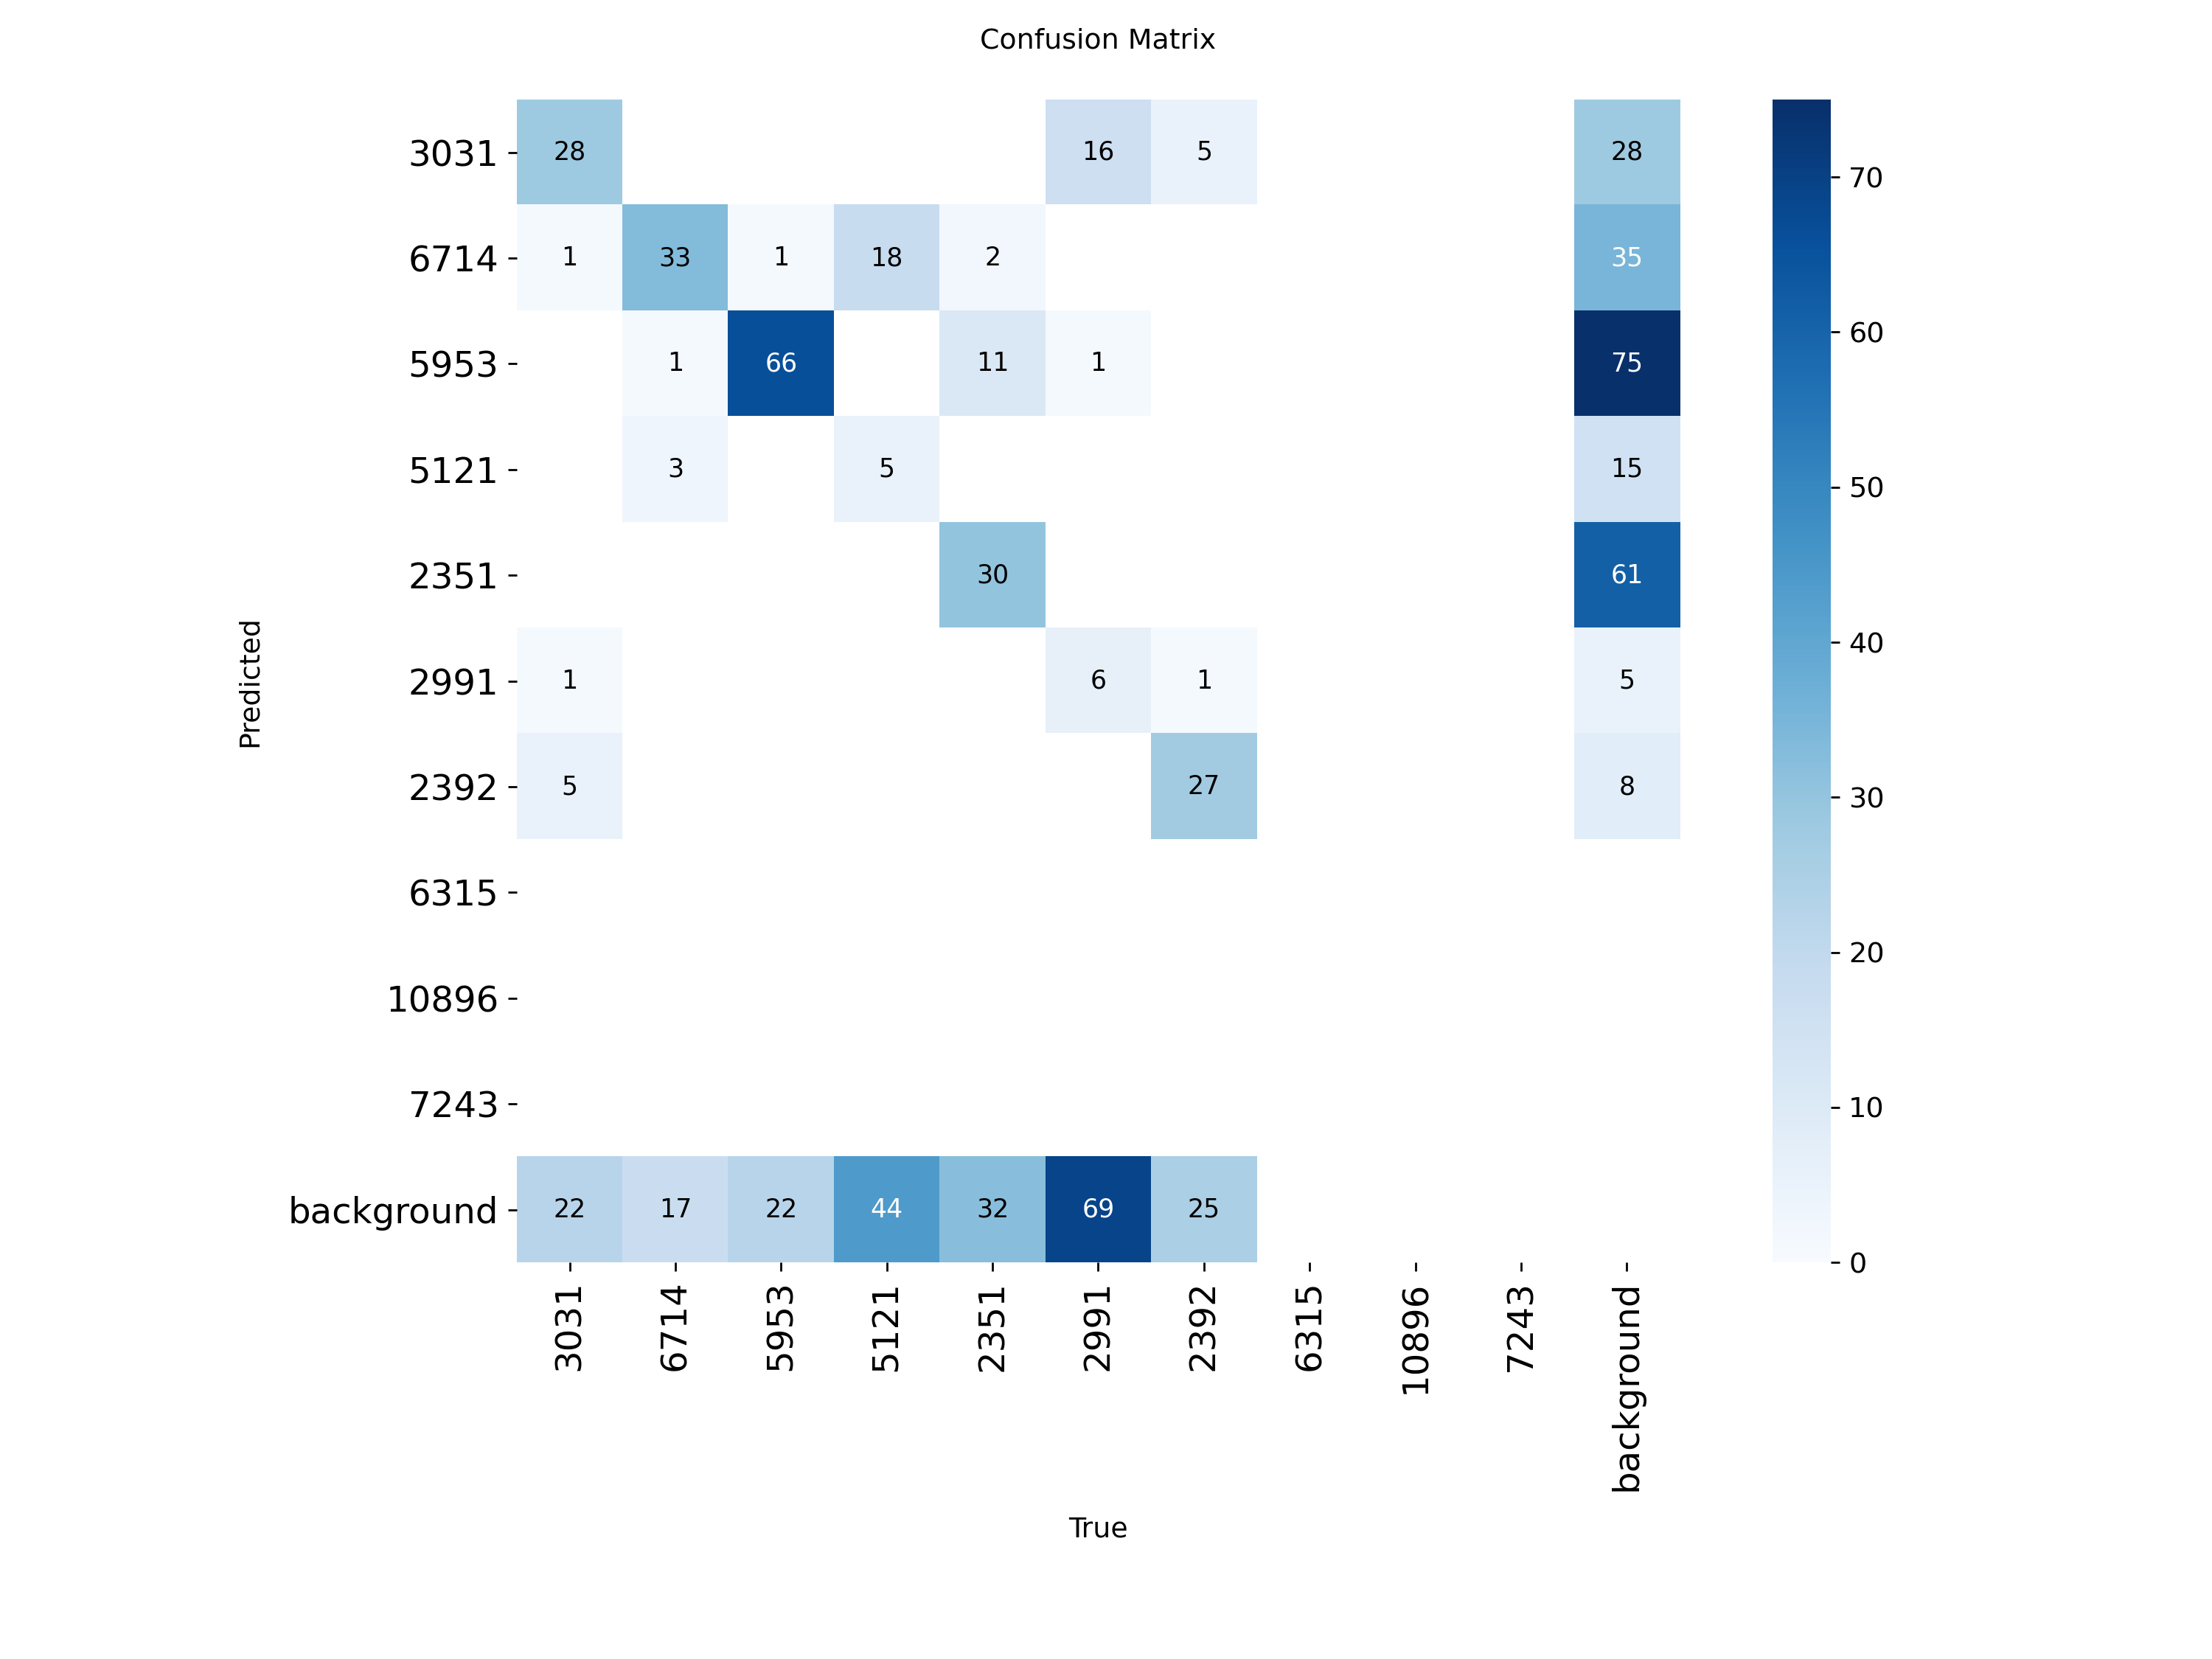 Confusion Matrix
3031 28 16 5 28
6714 1 33 1 18 2 35
5953 1 66 11 1 75
5121 3 5 15
2351 30 61
2991 1 6 1 5
2392 5 27 8
6315
10896
7243
background 22 17 22 44 32 69 25
3031 6714 5953 5121 2351 2991 2392 6315 10896 7243 background
Predicted
True
70
60
50
40
30
20
10
0